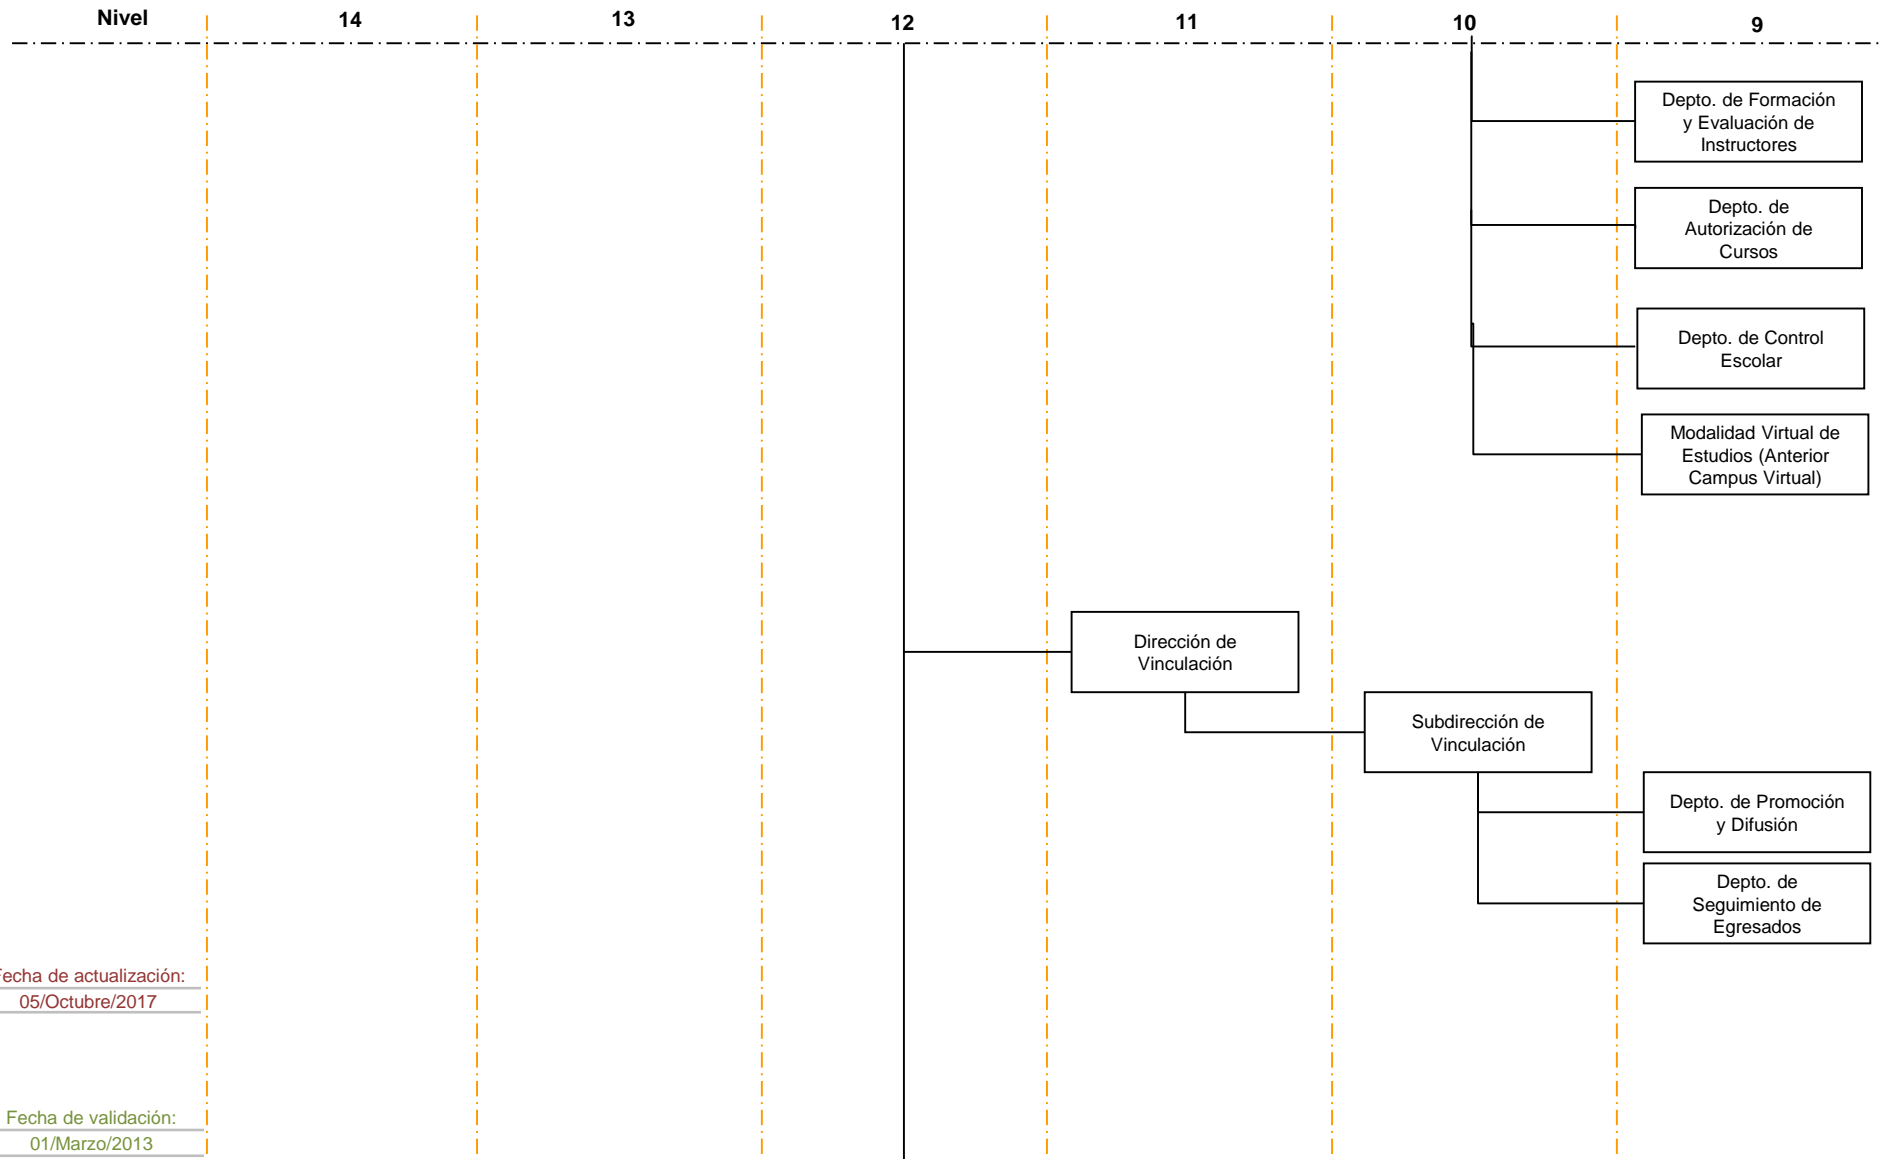 Nivel 14 13 12 11 10 9
Depto. de Formación
y Evaluación de
Instructores
Depto. de
Autorización de
Cursos
Depto. de Control
Escolar
Modalidad Virtual de
Estudios (Anterior
Campus Virtual)
Dirección de
Vinculación
Subdirección de
Vinculación
Depto. de Promoción
y Difusión
Depto. de
Seguimiento de
Egresados
Fecha de actualización:
05/Octubre/2017
Fecha de validación:
01/Marzo/2013